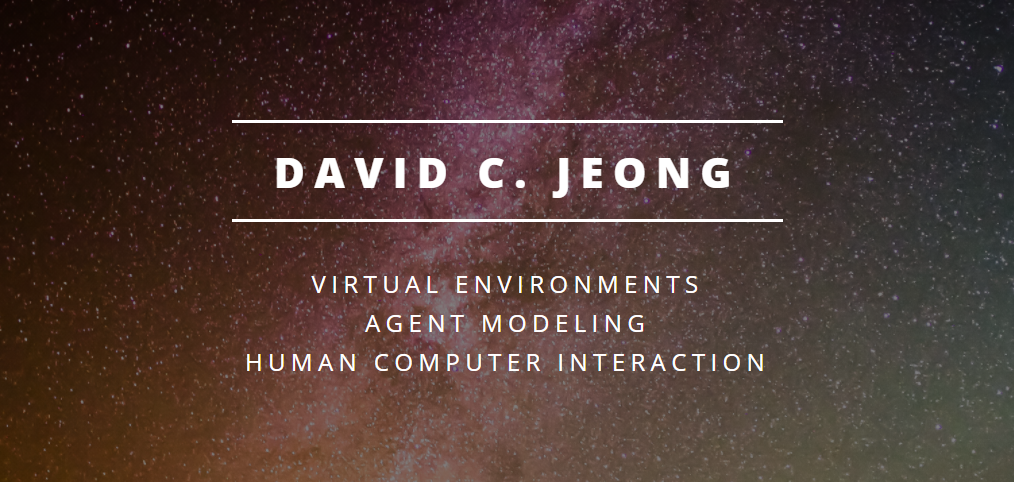 DAVID C. JEONG
VIRTUAL ENVIRONMENTS
AGENT MODELING
HUMAN COMPUTER INTERACTION